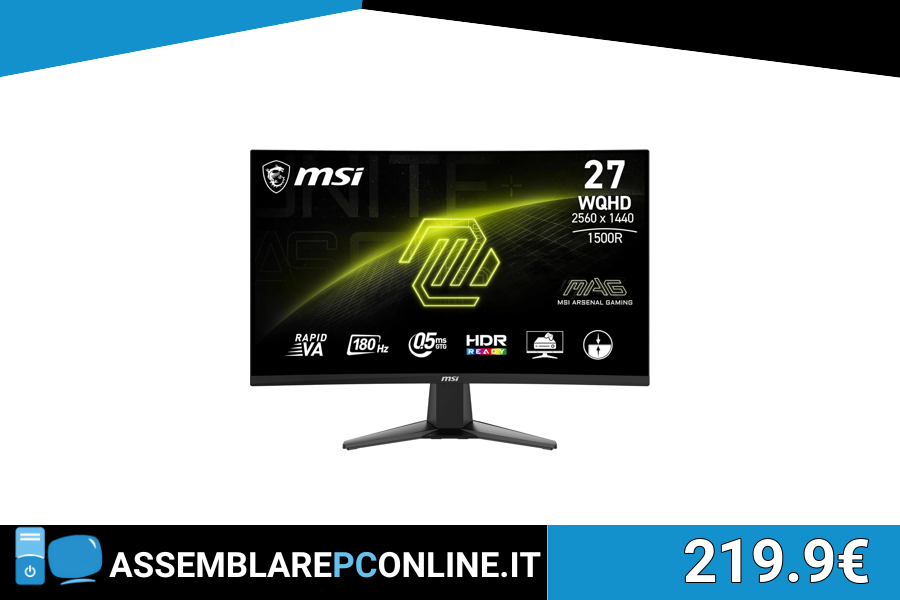 UNITE
msi
27
WQHD
2560 x 1440
1500R
MAG
MSI ARSENAL GAMING
RAPID
VA
180Hz
0.5ms
GTG
HDR
READY
msi
ASSEMBLAREPCONLINE.IT
219.9€